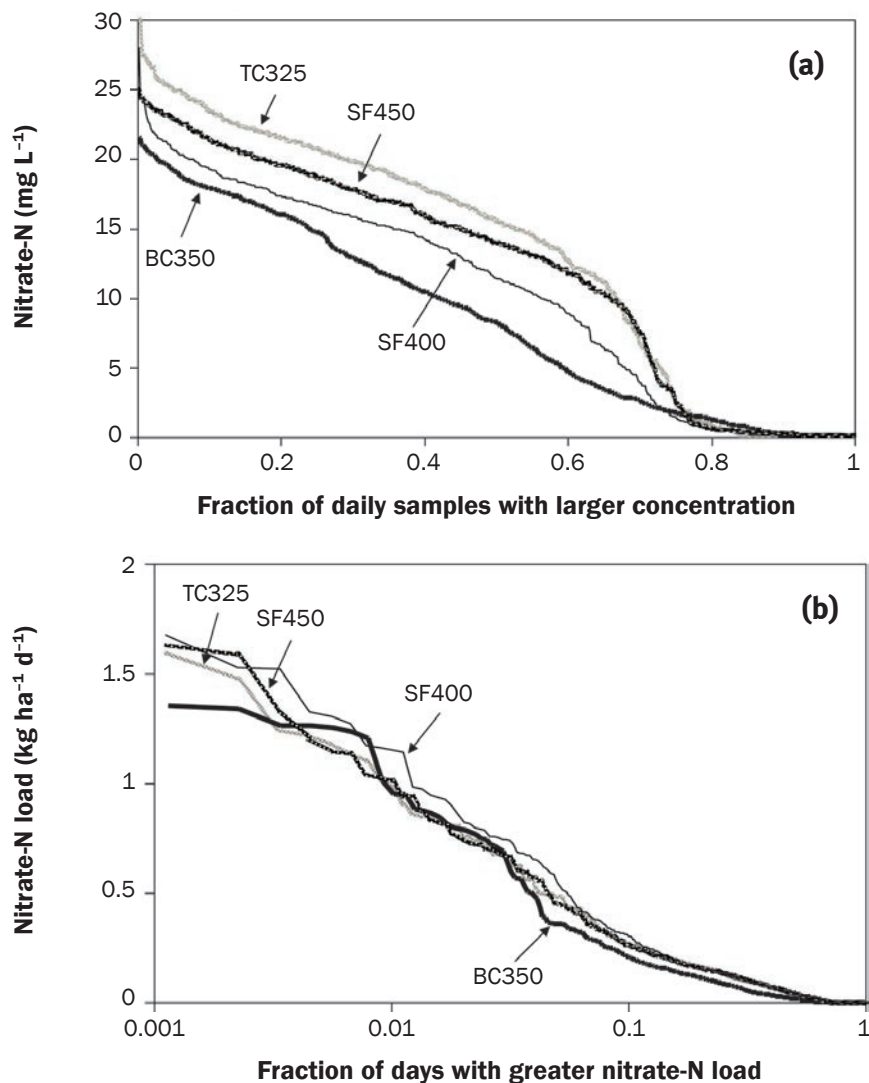 (a)
30
25
20
15
10
5
0
Nitrate-N (mg L⁻¹)
TC325
SF450
BC350
SF400
0 0.2 0.4 0.6 0.8 1
Fraction of daily samples with larger concentration
(b)
2
1.5
1
0.5
0
Nitrate-N load (kg ha⁻¹ d⁻¹)
TC325
SF450
SF400
BC350
0.001 0.01 0.1 1
Fraction of days with greater nitrate-N load